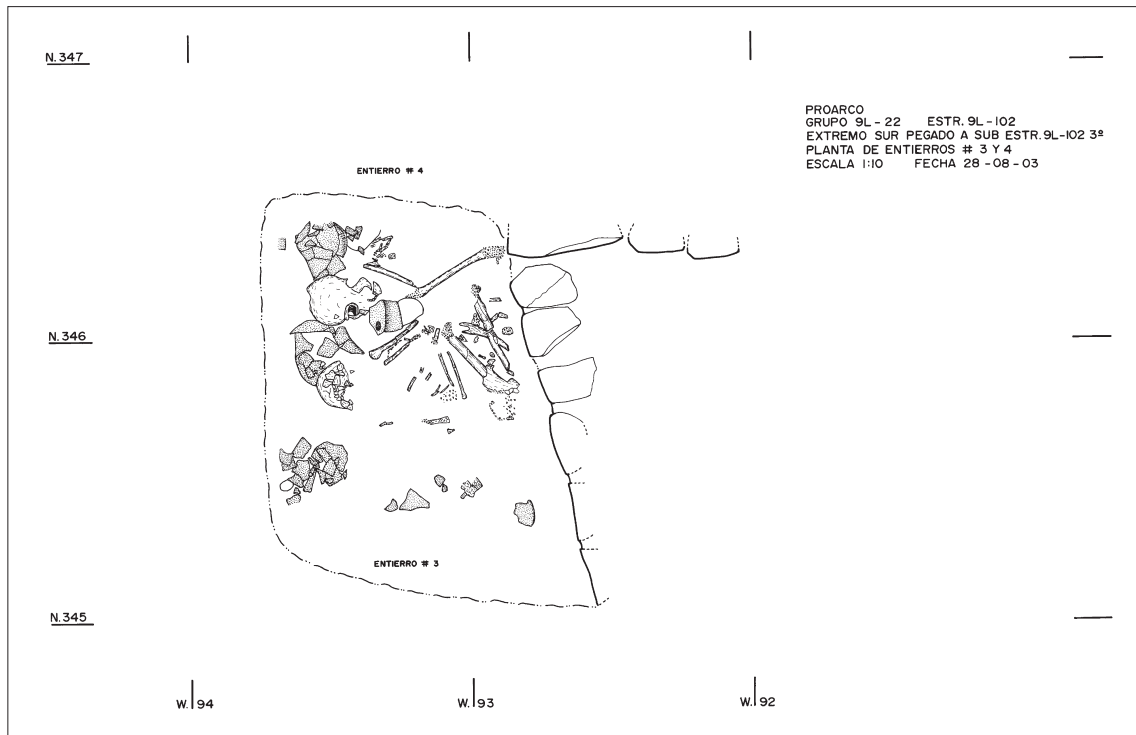 N.347
PROARCO
GRUPO 9L-22 ESTR. 9L-102
EXTREMO SUR PEGADO A SUB ESTR. 9L-102 3ª
PLANTA DE ENTIERROS # 3 Y 4
ESCALA 1:10 FECHA 28-08-03
ENTIERRO # 4
N.346
ENTIERRO # 3
N.345
W. 94 W. 93 W. 92